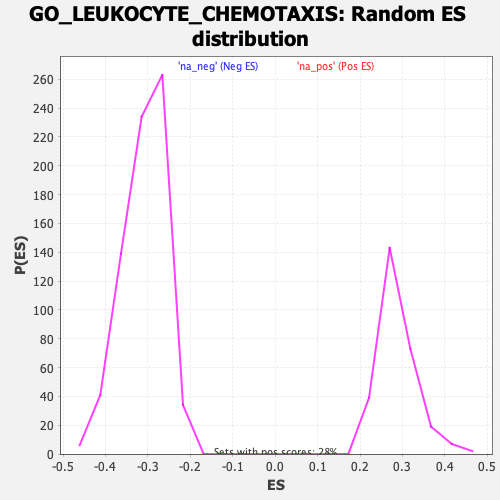 GO_LEUKOCYTE_CHEMOTAXIS: Random ES
distribution
'na_neg' (Neg ES) 'na_pos' (Pos ES)
260
240
220
200
180
160
140
120
100
80
60
40
20
0
P(ES)
Sets with pos scores: 28%
-0.5 -0.4 -0.3 -0.2 -0.1 0.0 0.1 0.2 0.3 0.4 0.5
ES